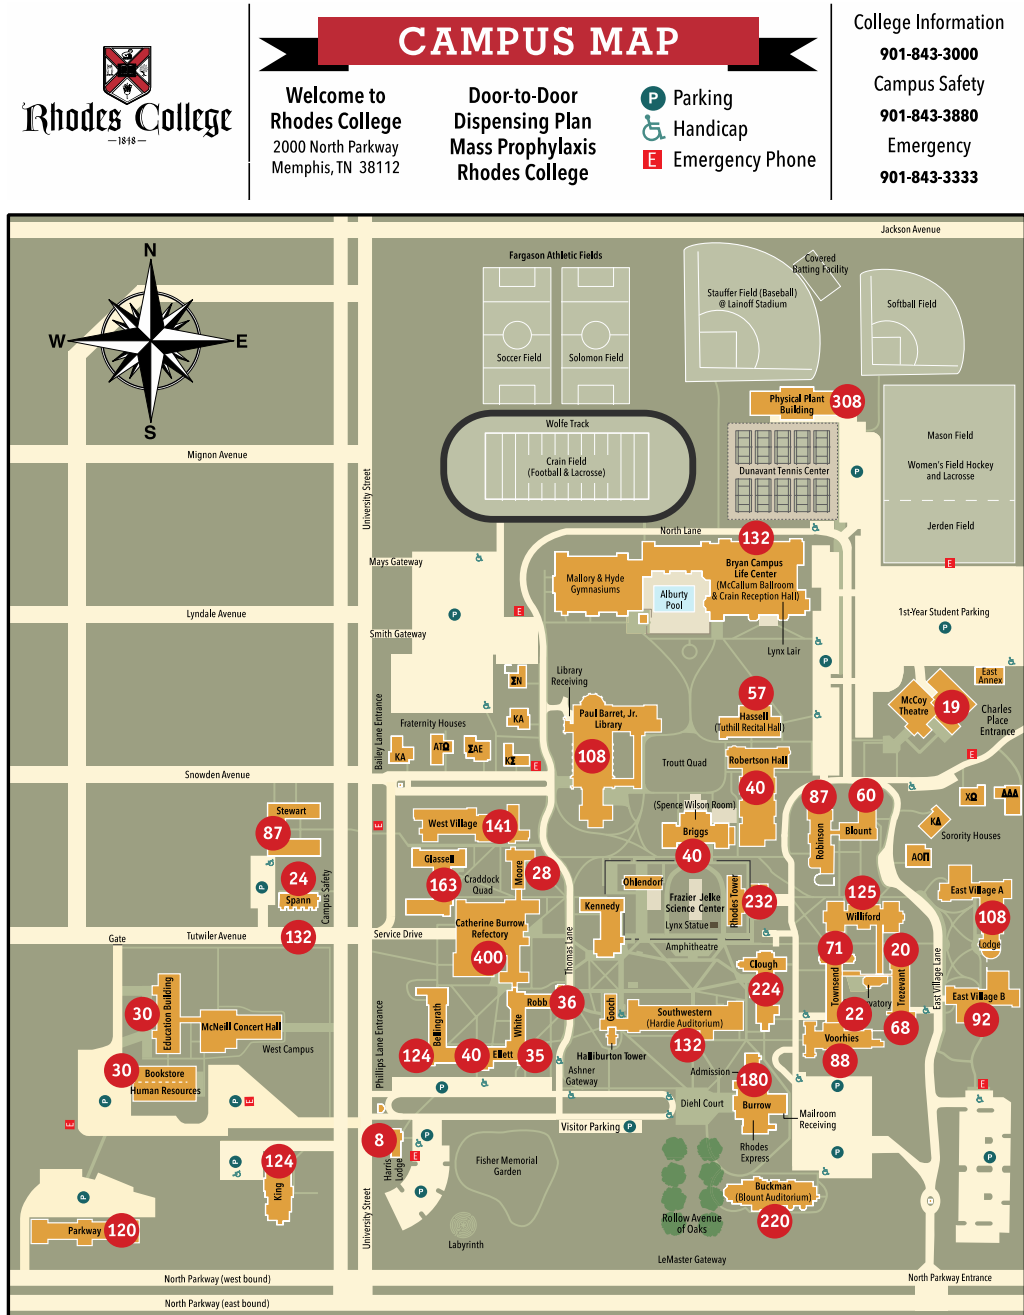 CAMPUS MAP
Rhodes College
—1848—
Welcome to
Rhodes College
2000 North Parkway
Memphis, TN 38112
Door-to-Door
Dispensing Plan
Mass Prophylaxis
Rhodes College
P Parking
Handicap
E Emergency Phone
College Information
901-843-3000
Campus Safety
901-843-3880
Emergency
901-843-3333
Jackson Avenue
N
W
E
S
Fargason Athletic Fields
Soccer Field
Solomon Field
Covered
Batting Facility
Stauffer Field (Baseball)
@ Lainoff Stadium
Softball Field
Physical Plant
Building
308
Wolfe Track
Crain Field
(Football & Lacrosse)
Dunavant Tennis Center
Mason Field
Women's Field Hockey
and Lacrosse
Jerden Field
Mignon Avenue
University Street
North Lane
132
Bryan Campus
Life Center
(McCallum Ballroom
& Crain Reception Hall)
Mallory & Hyde
Gymnasiums
Alburty
Pool
Lynx Lair
Mays Gateway
Lyndale Avenue
Smith Gateway
1st-Year Student Parking
East
Annex
McCoy
Theatre
19
Charles
Place
Entrance
Library
Receiving
ΣN
KA
Fraternity Houses
KA
ATΩ
ΣAE
KΣ
Bailey Lane Entrance
Paul Barret, Jr.
Library
108
57
Hassell
(Tuthill Recital Hall)
Troutt Quad
Robertson Hall
40
Snowden Avenue
(Spence Wilson Room)
Briggs
40
87
Robinson
60
Blount
XΩ
ΔΔΔ
KΔ
Sorority Houses
AOΠ
Stewart
87
24
Spann
Campus Safety
132
West Village
141
Glassell
163
Craddock
Quad
Moore
28
Ohlendorf
Kennedy
Frazier Jelke
Science Center
Lynx Statue
Rhodes Tower
232
Amphitheatre
125
Williford
East Village A
108
Lodge
Tutwiler Avenue
Gate
Service Drive
Catherine Burrow
Refectory
400
Thomas Lane
Clough
224
71
Townsend
20
Trezevant
22
vatory
68
Voorhies
88
East Village Lane
East Village B
92
30
Education Building
McNeill Concert Hall
West Campus
30
Bookstore
Human Resources
Phillips Lane Entrance
Bellingrath
124
40
Ellett
White
35
Robb
36
Gooch
Halliburton Tower
Southwestern
(Hardie Auditorium)
132
Ashner
Gateway
Admission
180
Burrow
Diehl Court
Mailroom
Receiving
Rhodes
Express
Visitor Parking P
8
Harris
Lodge
Fisher Memorial
Garden
Labyrinth
University Street
124
King
Parkway
120
Rollow Avenue
of Oaks
Buckman
(Blount Auditorium)
220
LeMaster Gateway
North Parkway (west bound)
North Parkway Entrance
North Parkway (east bound)